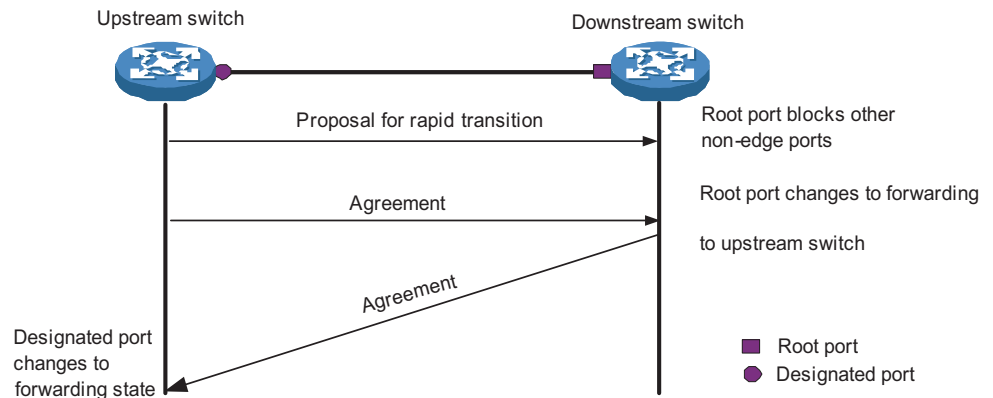 Upstream switch
Downstream switch
Proposal for rapid transition
Root port blocks other
non-edge ports
Agreement
Root port changes to forwarding
to upstream switch
Agreement
Designated port
changes to
forwarding state
Root port
Designated port